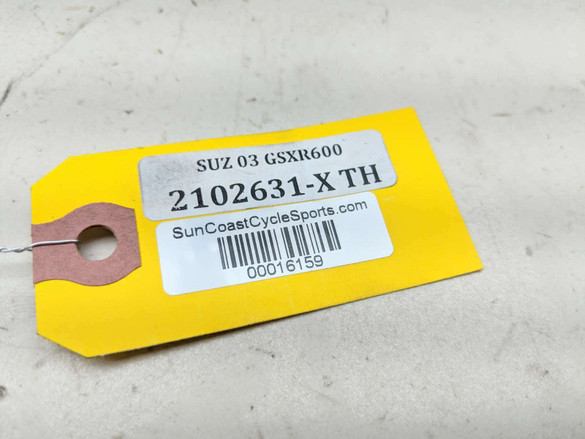 SUZ 03 GSXR600
2102631-X TH
SunCoastCycleSports.com
00016159